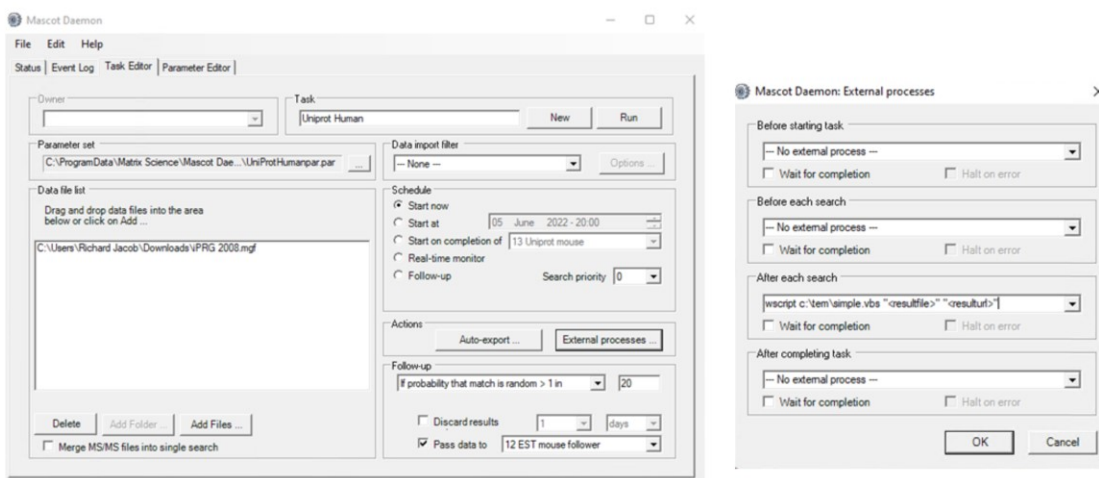 Mascot Daemon
File Edit Help
Status Event Log Task Editor Parameter Editor
Owner
Task
Uniprot Human
New
Run
Parameter set
C:\ProgramData\Matrix Science\Mascot Dae...\UniProtHumanpar.par
...
Data import filter
-- None --
Options ...
Data file list
Drag and drop data files into the area
below or click on Add ...
C:\Users\Richard Jacob\Downloads\iPRG 2008.mgf
Delete
Add Folder ...
Add Files ...
Merge MS/MS files into single search
Schedule
Start now
Start at
05 June 2022 - 20:00
Start on completion of
13 Uniprot mouse
Real-time monitor
Follow-up
Search priority
0
Actions
Auto-export ...
External processes ...
Follow-up
If probability that match is random > 1 in
20
Discard results
1
days
Pass data to
12 EST mouse follower
Mascot Daemon: External processes
Before starting task
-- No external process --
Wait for completion
Halt on error
Before each search
-- No external process --
Wait for completion
Halt on error
After each search
wscript c:\tem\simple.vbs "<resultfile>" "<resulturl>"
Wait for completion
Halt on error
After completing task
-- No external process --
Wait for completion
Halt on error
OK
Cancel